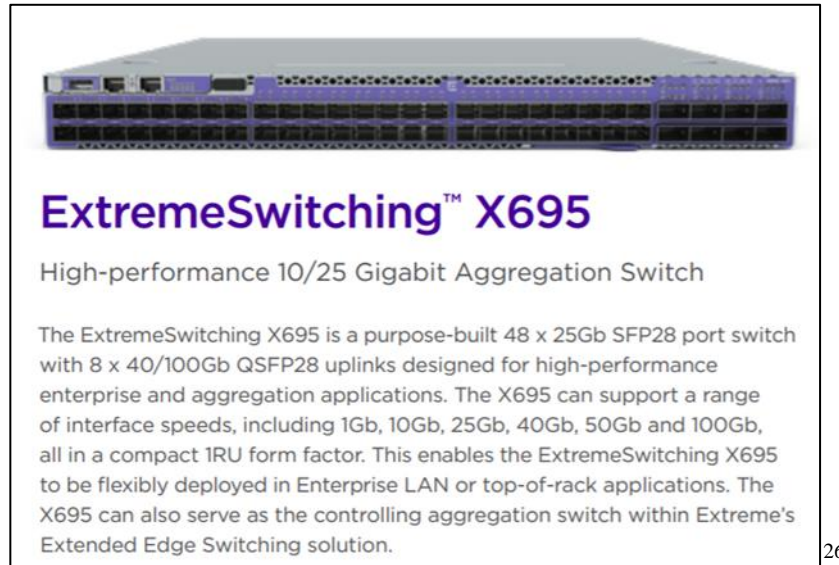 ExtremeSwitching™ X695
High-performance 10/25 Gigabit Aggregation Switch
The ExtremeSwitching X695 is a purpose-built 48 x 25Gb SFP28 port switch
with 8 x 40/100Gb QSFP28 uplinks designed for high-performance
enterprise and aggregation applications. The X695 can support a range
of interface speeds, including 1Gb, 10Gb, 25Gb, 40Gb, 50Gb and 100Gb,
all in a compact 1RU form factor. This enables the ExtremeSwitching X695
to be flexibly deployed in Enterprise LAN or top-of-rack applications. The
X695 can also serve as the controlling aggregation switch within Extreme's
Extended Edge Switching solution.